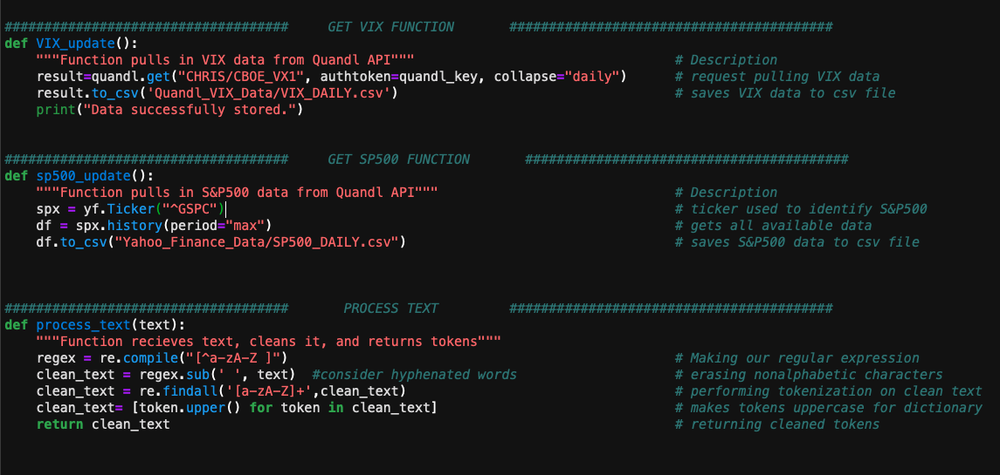 ###################################     GET VIX FUNCTION       #########################################
def VIX_update():
    """Function pulls in VIX data from Quandl API"""                                 # Description
    result=quandl.get("CHRIS/CBOE_VX1", authtoken=quandl_key, collapse="daily")      # request pulling VIX data
    result.to_csv('Quandl_VIX_Data/VIX_DAILY.csv')                                   # saves VIX data to csv file
    print("Data successfully stored.")
###################################     GET SP500 FUNCTION       #########################################
def sp500_update():
    """Function pulls in S&P500 data from Quandl API"""                              # Description
    spx = yf.Ticker("^GSPC")                                                         # ticker used to identify S&P500
    df = spx.history(period="max")                                                   # gets all available data
    df.to_csv("Yahoo_Finance_Data/SP500_DAILY.csv")                                  # saves S&P500 data to csv file
###################################       PROCESS TEXT         #########################################
def process_text(text):
    """Function recieves text, cleans it, and returns tokens"""
    regex = re.compile("[^a-zA-Z ]")                                                 # Making our regular expression
    clean_text = regex.sub(' ', text)  #consider hyphenated words                    # erasing nonalphabetic characters
    clean_text = re.findall('[a-zA-Z]+',clean_text)                                  # performing tokenization on clean text
    clean_text= [token.upper() for token in clean_text]                              # makes tokens uppercase for dictionary
    return clean_text                                                                # returning cleaned tokens